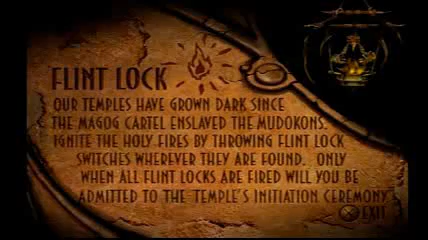 FLINT LOCK
OUR TEMPLES HAVE GROWN DARK SINCE
THE MAGOG CARTEL ENSLAVED THE MUDOKONS.
IGNITE THE HOLY FIRES BY THROWING FLINT LOCK
SWITCHES WHEREVER THEY ARE FOUND. ONLY
WHEN ALL FLINT LOCKS ARE FIRED WILL YOU BE
ADMITTED TO THE TEMPLE'S INITIATION CEREMONY
X EXIT